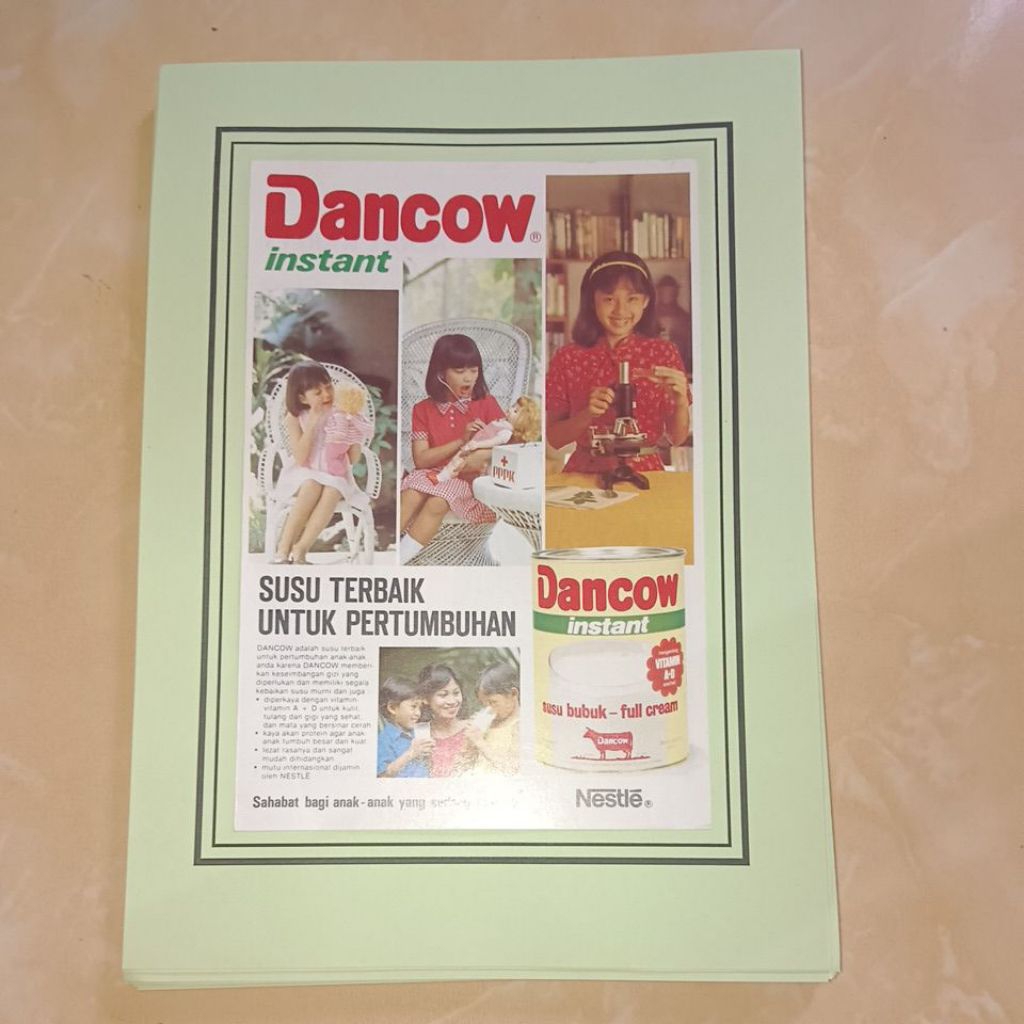 Dancow®
instant
PPPK
SUSU TERBAIK
UNTUK PERTUMBUHAN
DANCOW adalah susu terbaik
untuk pertumbuhan anak-anak
anda karena DANCOW memberi-
kan keseimbangan gizi yang
diperlukan dan memiliki segala
kebaikan susu murni dan juga
• diperkaya dengan vitamin-
vitamin A + D untuk kulit,
tulang dan gigi yang sehat,
dan mata yang bersinar cerah
• kaya akan protein agar anak-
anak tumbuh besar dan kuat
• lezat rasanya dan sangat
mudah dihidangkan
• mutu internasional dijamin
oleh NESTLÉ
Dancow
instant
VITAMIN
A-D
susu bubuk – full cream
Dancow
Sahabat bagi anak-anak yang
Nestlé®